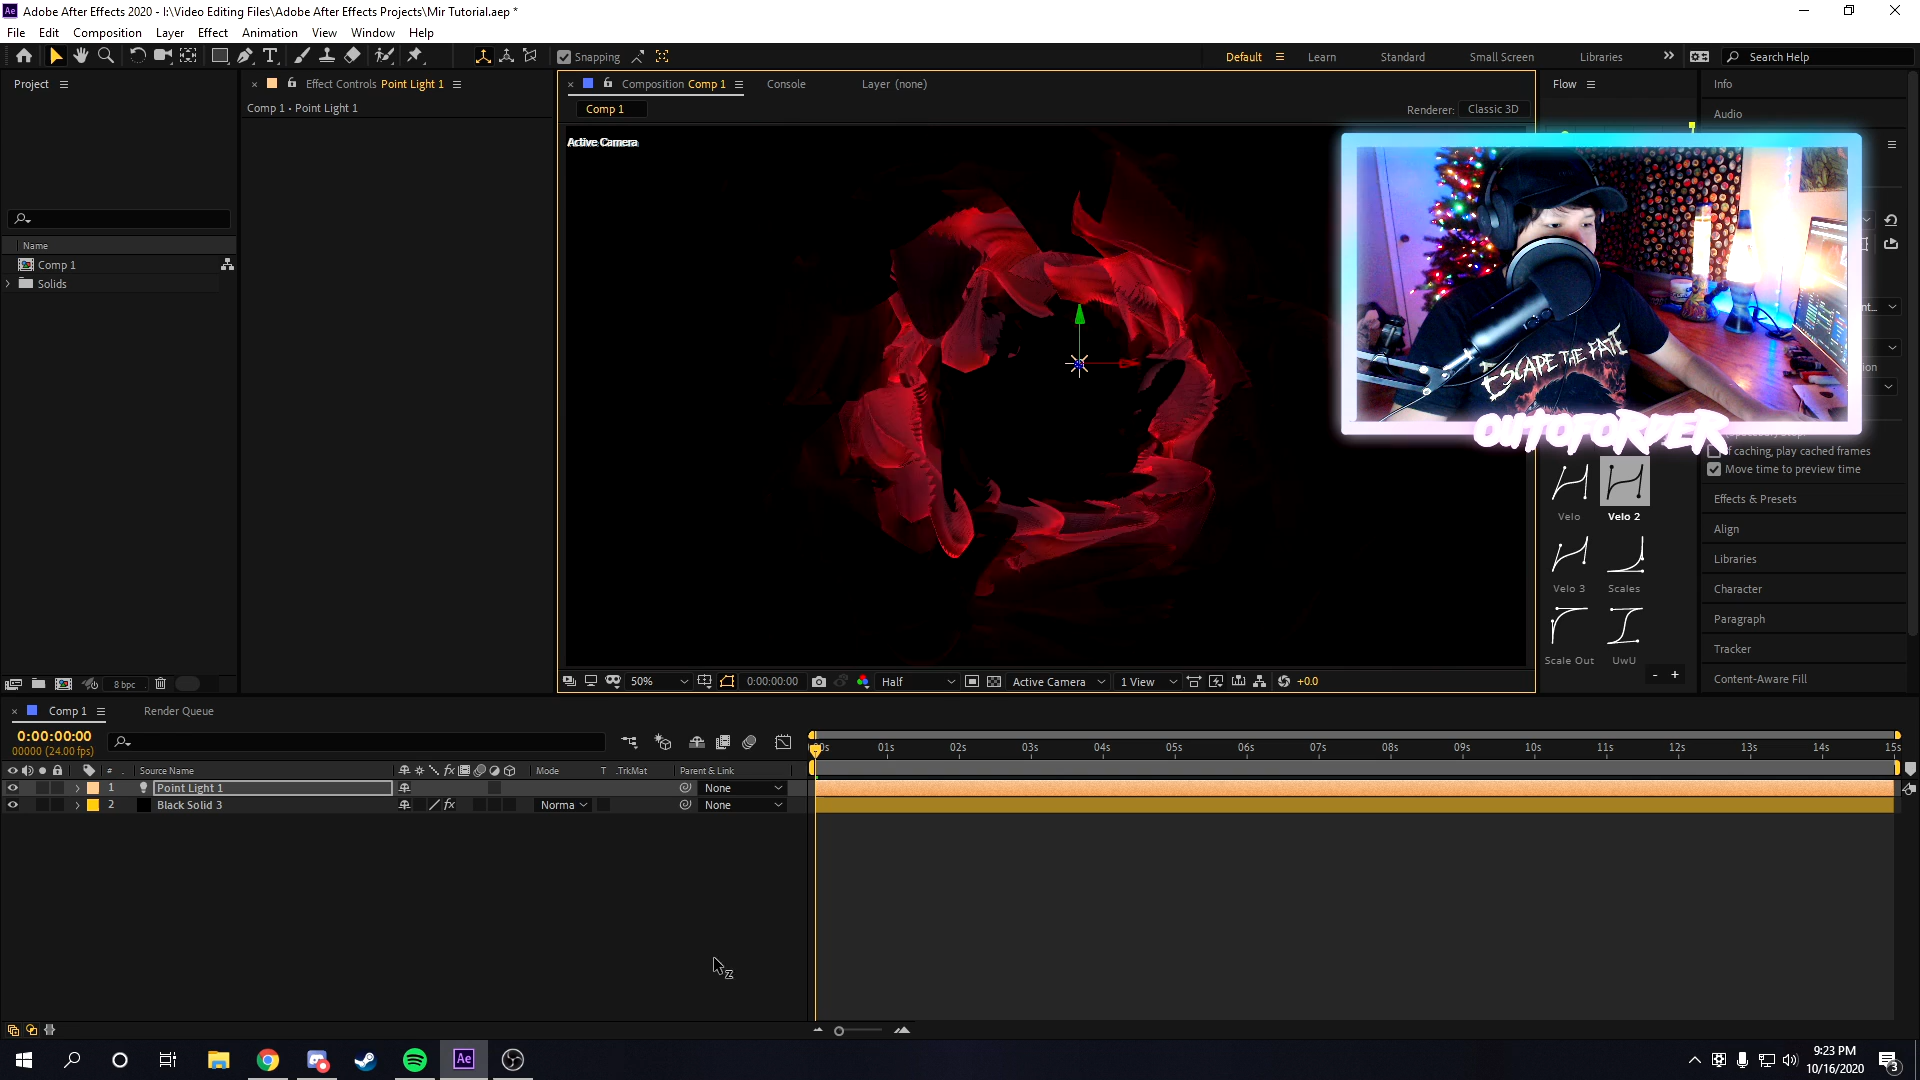 Adobe After Effects 2020 - I:\Video Editing Files\Adobe After Effects Projects\Mir Tutorial.aep *
File Edit Composition Layer Effect Animation View Window Help
Snapping
Default Learn Standard Small Screen Libraries
Search Help
Project
Effect Controls Point Light 1
Composition Comp 1
Console
Layer (none)
Flow
Info
Comp 1 • Point Light 1
Comp 1
Renderer: Classic 3D
Audio
Active Camera
ESCAPE THE FATE
OUTOFORDER
Name
Comp 1
Solids
f caching, play cached frames
Move time to preview time
Velo
Velo 2
Velo 3
Scales
Scale Out
UwU
Effects & Presets
Align
Libraries
Character
Paragraph
Tracker
Content-Aware Fill
8 bpc
50%
0:00:00:00
Half
Active Camera
1 View
+0.0
Comp 1
Render Queue
0:00:00:00
00000 (24.00 fps)
01s 02s 03s 04s 05s 06s 07s 08s 09s 10s 11s 12s 13s 14s 15s
# Source Name Mode T .TrkMat Parent & Link
1 Point Light 1 None
2 Black Solid 3 Norma None
9:23 PM
10/16/2020
3